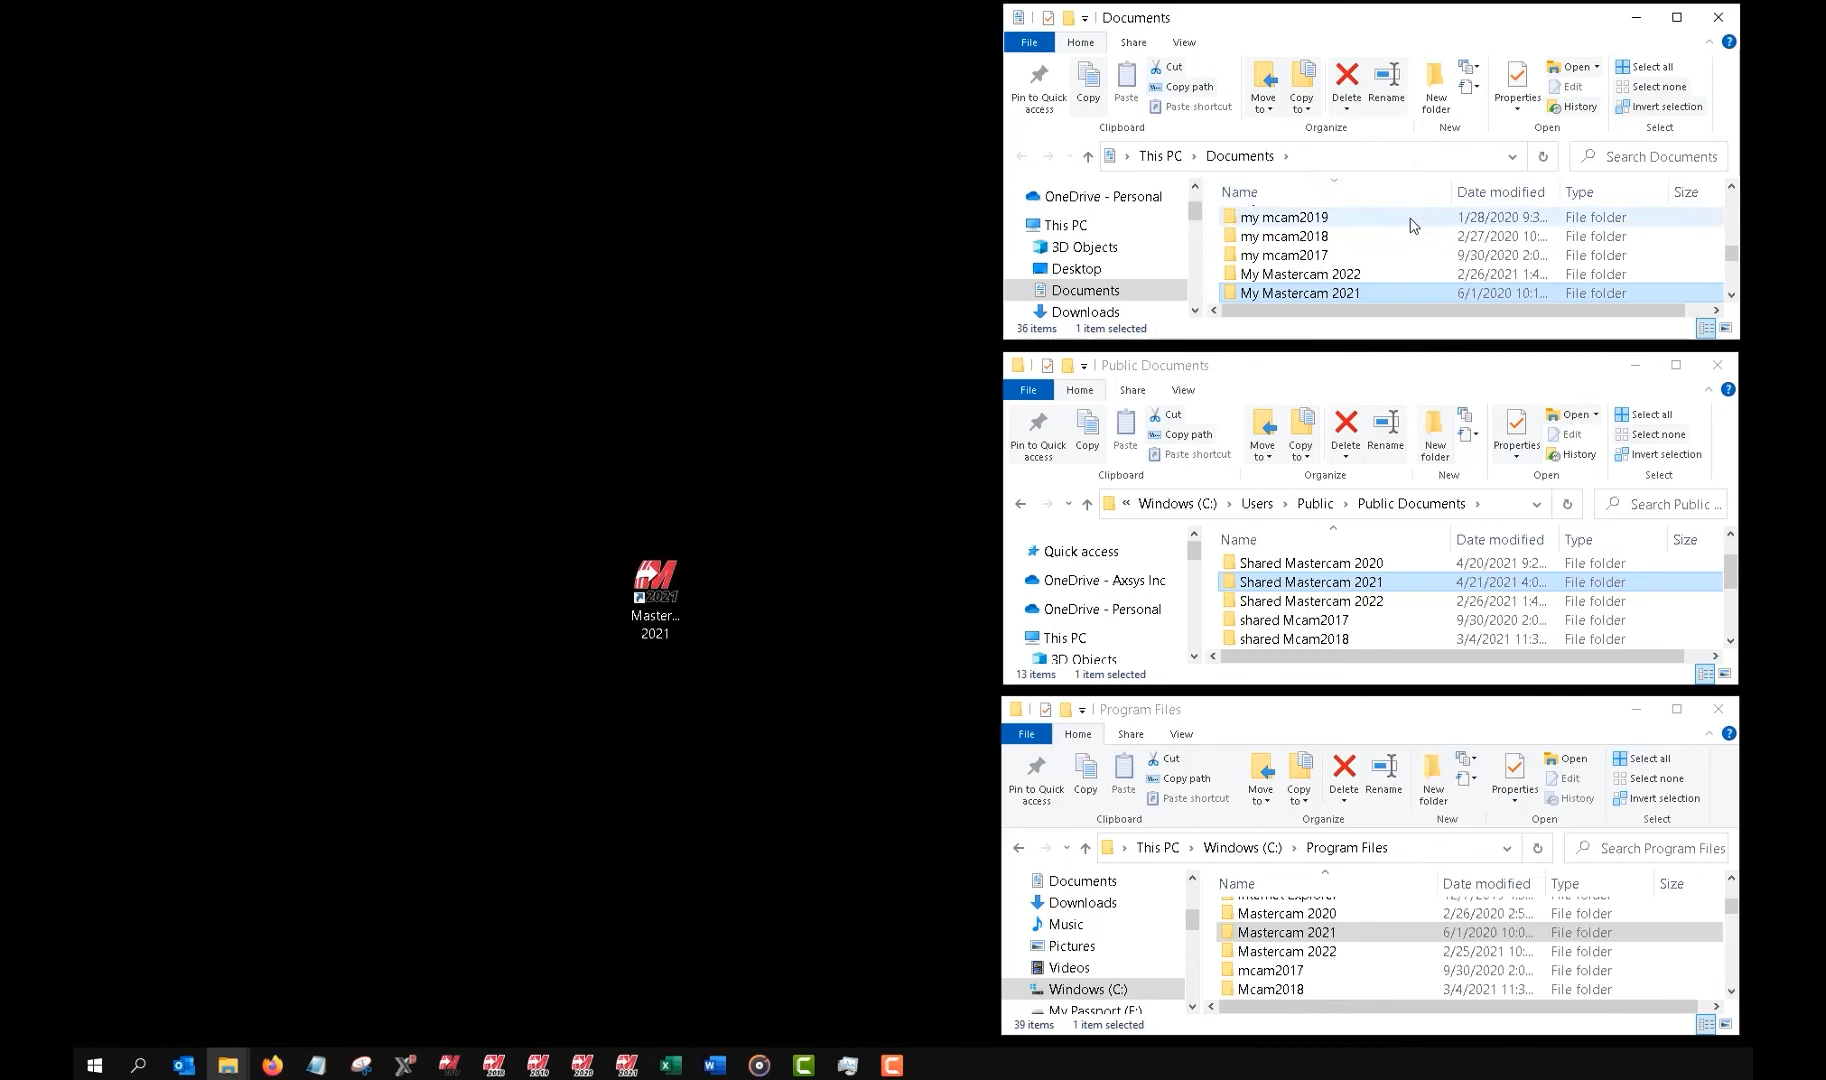 Documents
File Home Share View
Pin to Quick access
Copy
Paste
Cut
Copy path
Paste shortcut
Move to
Copy to
Delete
Rename
New folder
Properties
Open
Edit
History
Select all
Select none
Invert selection
Clipboard Organize New Open Select
This PC Documents
Search Documents
OneDrive - Personal
This PC
3D Objects
Desktop
Documents
Downloads
Name Date modified Type Size
my mcam2019 1/28/2020 9:3... File folder
my mcam2018 2/27/2020 10:... File folder
my mcam2017 9/30/2020 2:0... File folder
My Mastercam 2022 2/26/2021 1:4... File folder
My Mastercam 2021 6/1/2020 10:1... File folder
36 items 1 item selected
Public Documents
File Home Share View
Pin to Quick access
Copy
Paste
Cut
Copy path
Paste shortcut
Move to
Copy to
Delete
Rename
New folder
Properties
Open
Edit
History
Select all
Select none
Invert selection
Clipboard Organize New Open Select
« Windows (C:) Users Public Public Documents
Search Public ...
Quick access
OneDrive - Axsys Inc
OneDrive - Personal
This PC
3D Objects
Name Date modified Type Size
Shared Mastercam 2020 4/20/2021 9:2... File folder
Shared Mastercam 2021 4/21/2021 4:0... File folder
Shared Mastercam 2022 2/26/2021 1:4... File folder
shared Mcam2017 9/30/2020 2:0... File folder
shared Mcam2018 3/4/2021 11:3... File folder
13 items 1 item selected
2021
Master...
2021
Program Files
File Home Share View
Pin to Quick access
Copy
Paste
Cut
Copy path
Paste shortcut
Move to
Copy to
Delete
Rename
New folder
Properties
Open
Edit
History
Select all
Select none
Invert selection
Clipboard Organize New Open Select
This PC Windows (C:) Program Files
Search Program Files
Documents
Downloads
Music
Pictures
Videos
Windows (C:)
My Passport (F:)
Name Date modified Type Size
Internet Explorer File folder
Mastercam 2020 2/26/2020 2:5... File folder
Mastercam 2021 6/1/2020 10:0... File folder
Mastercam 2022 2/25/2021 10:... File folder
mcam2017 9/30/2020 2:0... File folder
Mcam2018 3/4/2021 11:3... File folder
39 items 1 item selected
2018 2019 2020 2021